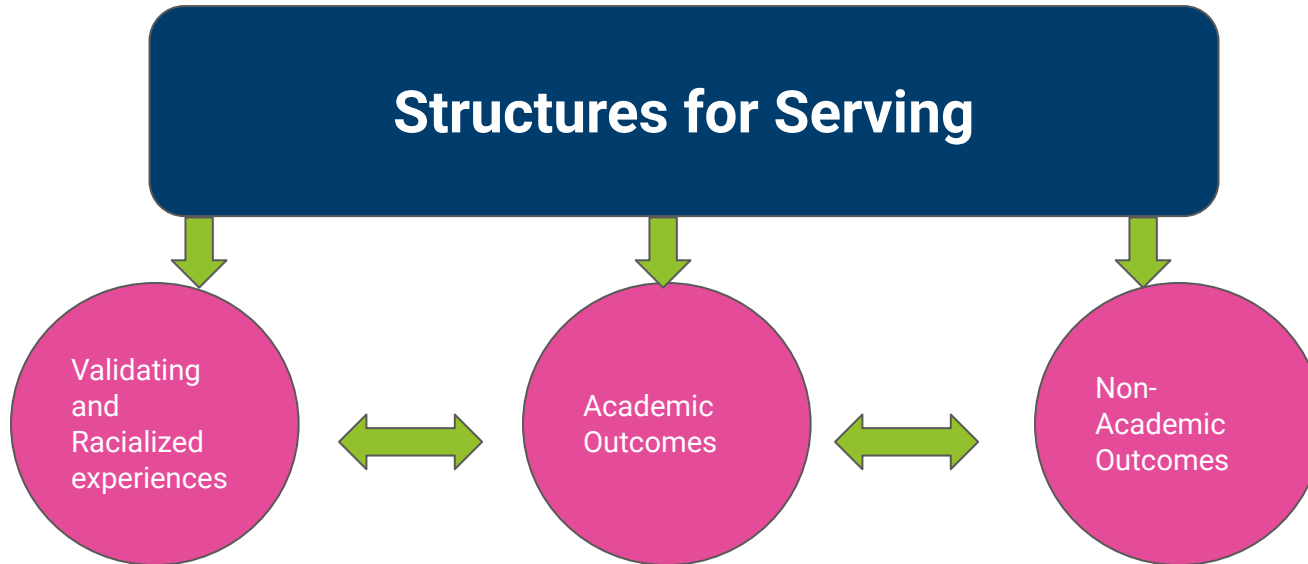 Structures for Serving
Validating
and
Racialized
experiences
Academic
Outcomes
Non-
Academic
Outcomes